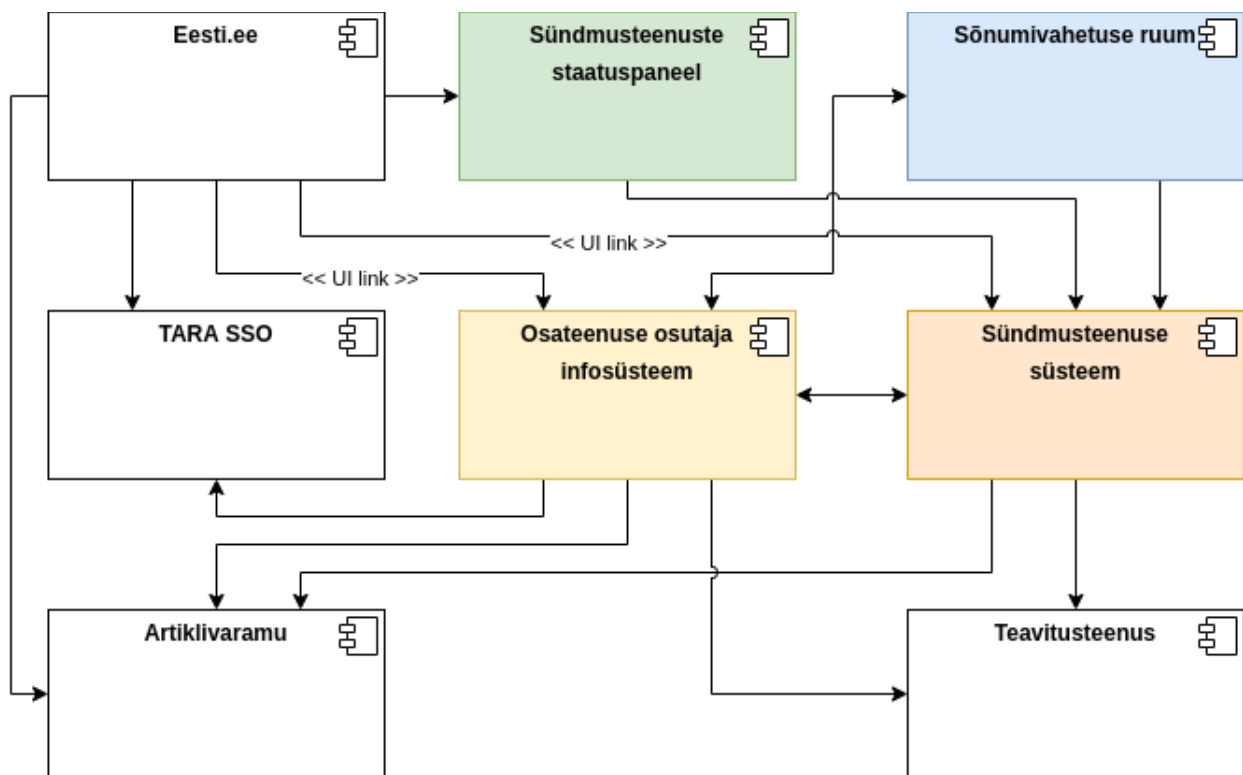 Eesti.ee
Sündmusteenuste
staatuspaneel
Sõnumivahetuse ruum
<< UI link >>
<< UI link >>
TARA SSO
Osateenuse osutaja
infosüsteem
Sündmusteenuse
süsteem
Artiklivaramu
Teavitusteenus